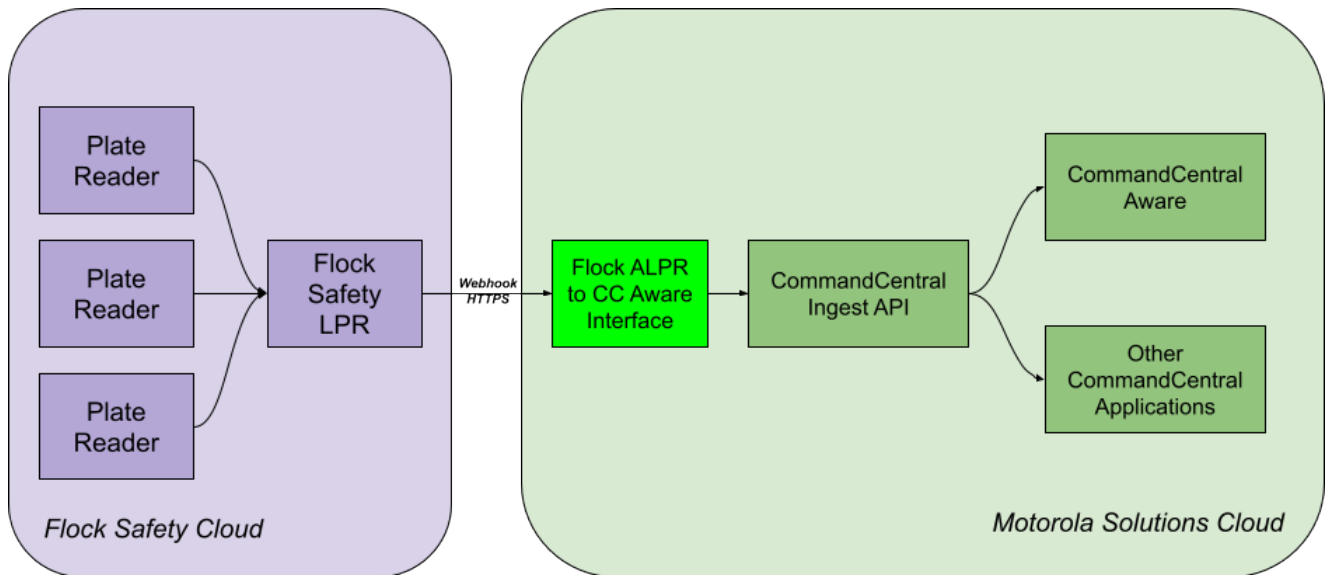 Plate
Reader
Plate
Reader
Plate
Reader
Flock
Safety
LPR
Flock Safety Cloud
Webhook
HTTPS
Flock ALPR
to CC Aware
Interface
CommandCentral
Ingest API
CommandCentral
Aware
Other
CommandCentral
Applications
Motorola Solutions Cloud